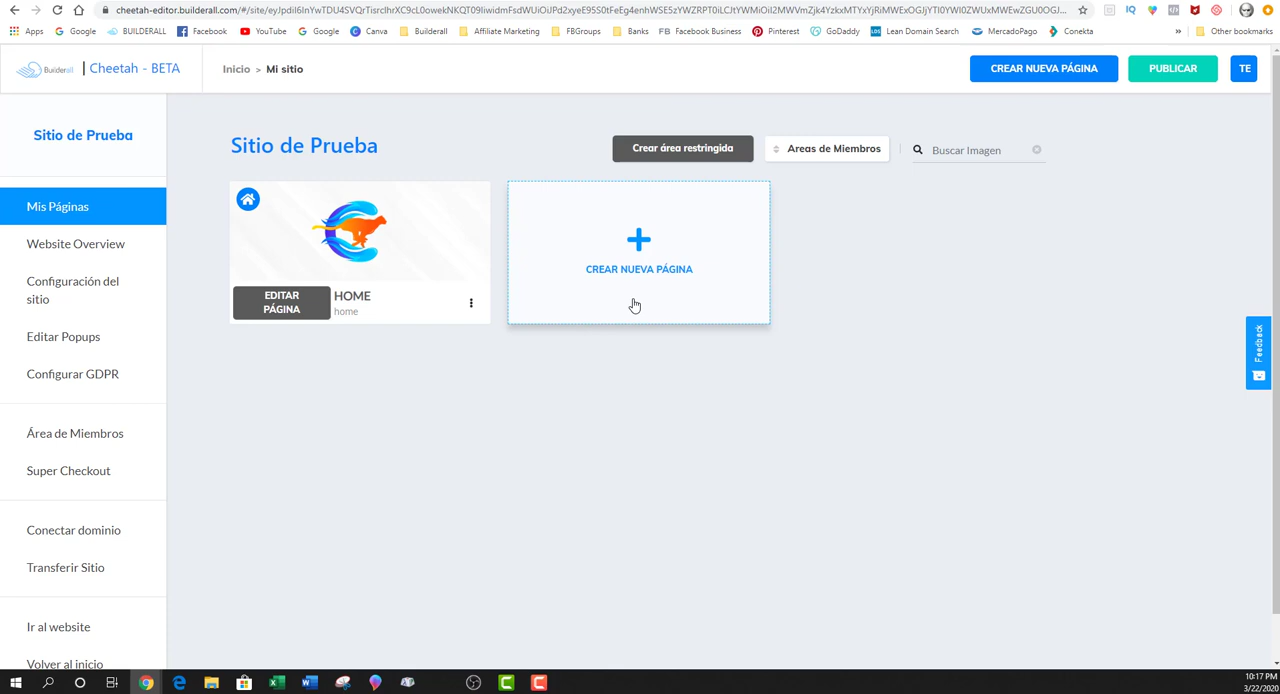 cheetah-editor.builderall.com/#/site/
Apps Google BUILDERALL Facebook YouTube Google Canva Builderall Affiliate Marketing FBGroups Banks FB Facebook Business Pinterest GoDaddy LDS Lean Domain Search MercadoPago Conekta » Other bookmarks
Builderall | Cheetah - BETA
Inicio > Mi sitio
CREAR NUEVA PÁGINA
PUBLICAR
TE
Sitio de Prueba
Mis Páginas
Website Overview
Configuración del
sitio
Editar Popups
Configurar GDPR
Área de Miembros
Super Checkout
Conectar dominio
Transferir Sitio
Ir al website
Volver al inicio
Sitio de Prueba
Crear área restringida
Areas de Miembros
Buscar Imagen
EDITAR
PÁGINA
HOME
home
CREAR NUEVA PÁGINA
Feedback
10:17 PM
3/22/2020